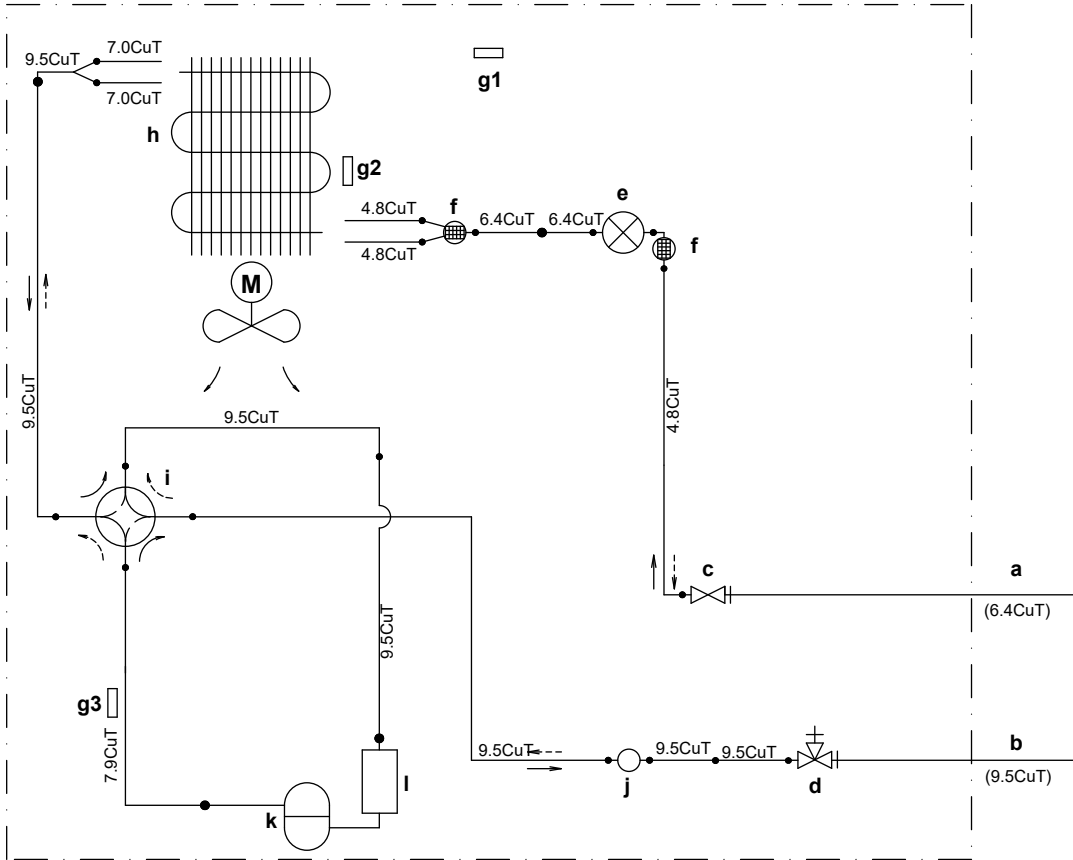 7.0CuT
9.5CuT
7.0CuT
g1
h
g2
4.8CuT
f
6.4CuT
6.4CuT
e
f
4.8CuT
M
9.5CuT
9.5CuT
4.8CuT
i
c
a
(6.4CuT)
9.5CuT
g3
7.9CuT
9.5CuT
9.5CuT
9.5CuT
b
(9.5CuT)
j
d
l
k